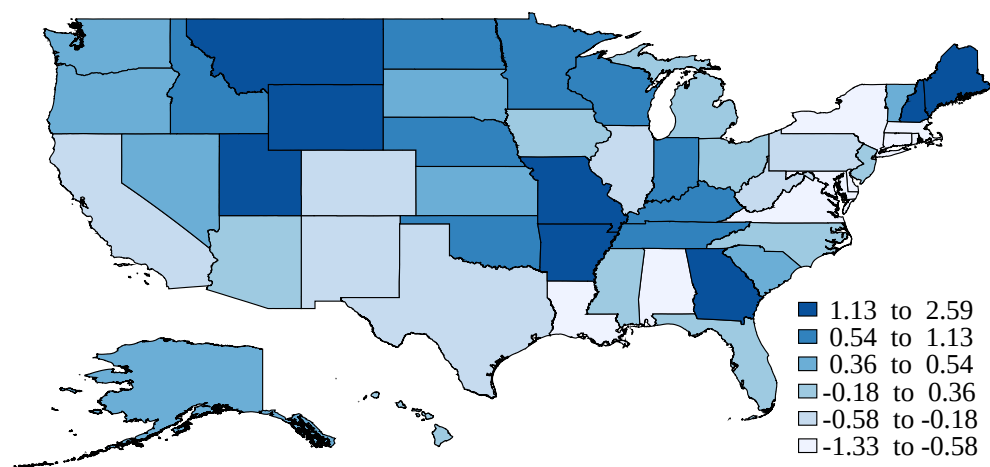 1.13 to 2.59
0.54 to 1.13
0.36 to 0.54
-0.18 to 0.36
-0.58 to -0.18
-1.33 to -0.58